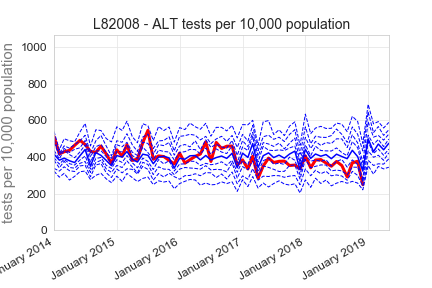 L82008 - ALT tests per 10,000 population
tests per 10,000 population
1000
800
600
400
200
0
January 2015
January 2016
January 2017
January 2018
January 2019